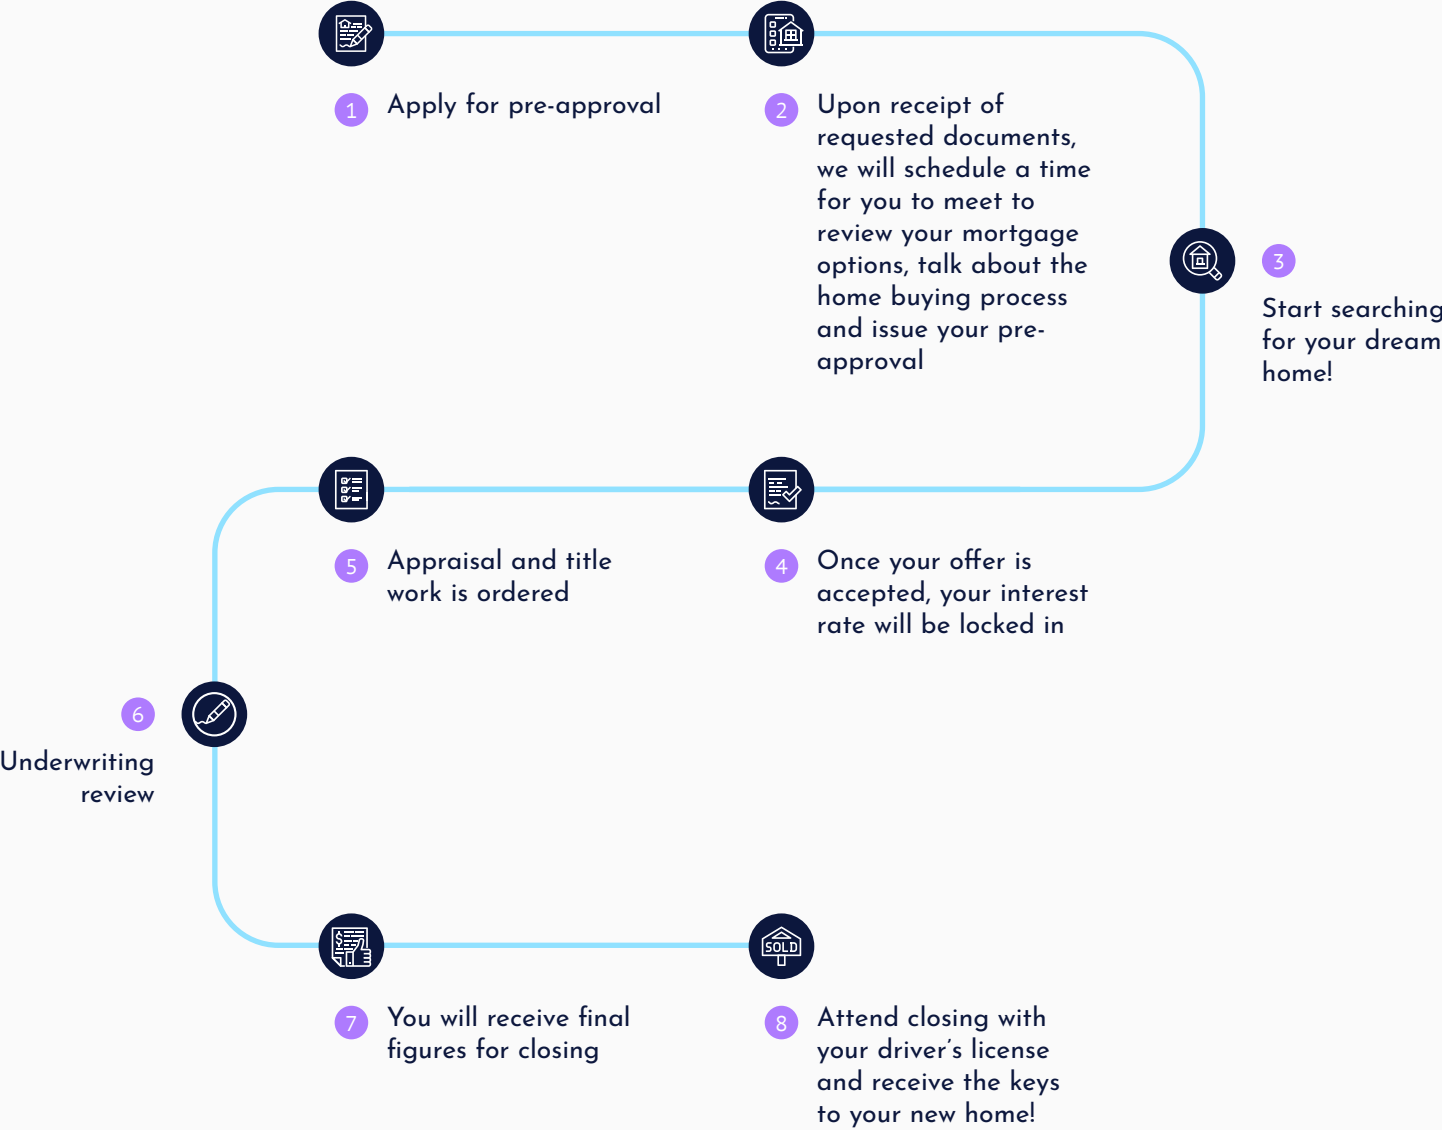 1
Apply for pre-approval
2
Upon receipt of
requested documents,
we will schedule a time
for you to meet to
review your mortgage
options, talk about the
home buying process
and issue your pre-
approval
3
Start searching
for your dream
home!
4
Once your offer is
accepted, your interest
rate will be locked in
5
Appraisal and title
work is ordered
6
Underwriting
review
7
You will receive final
figures for closing
$
SOLD
8
Attend closing with
your driver’s license
and receive the keys
to your new home!